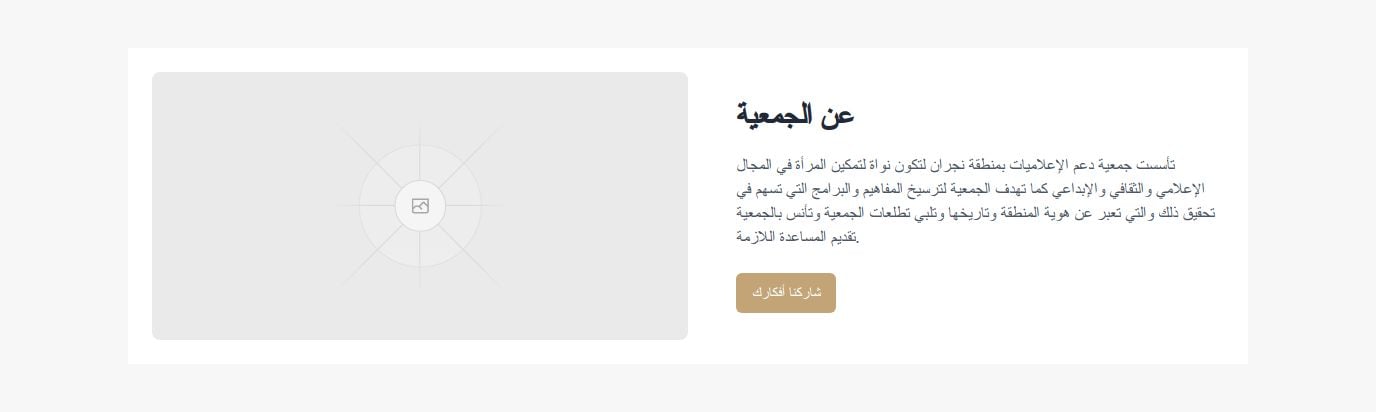 عن الجمعية
تأسست جمعية دعم الإعلاميات بمنطقة نجران لتكون نواة لتمكين المرأة في المجال
الإعلامي والثقافي والإبداعي كما تهدف الجمعية لترسيخ المفاهيم والبرامج التي تسهم في
تحقيق ذلك والتي تعبر عن هوية المنطقة وتاريخها وتلبي تطلعات الجمعية وتأنس بالجمعية
تقديم المساعدة اللازمة.
شاركنا أفكارك